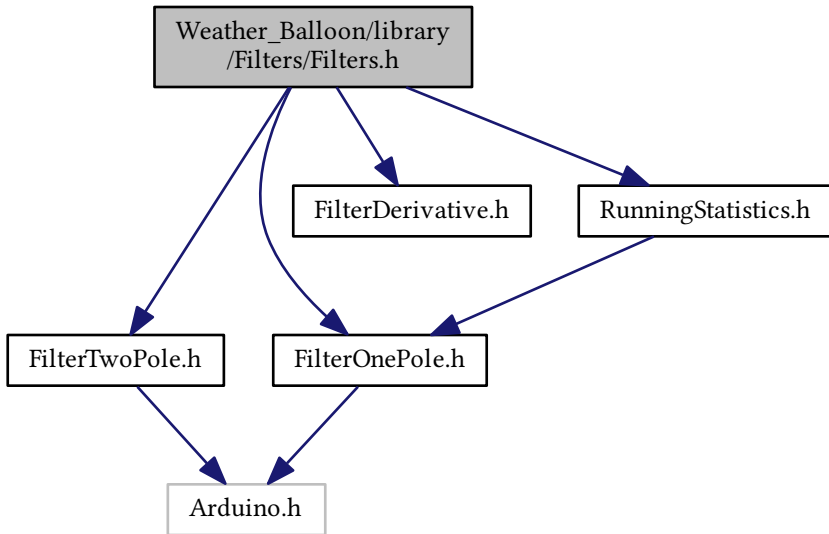 Weather_Balloon/library
/Filters/Filters.h
FilterDerivative.h
RunningStatistics.h
FilterTwoPole.h
FilterOnePole.h
Arduino.h